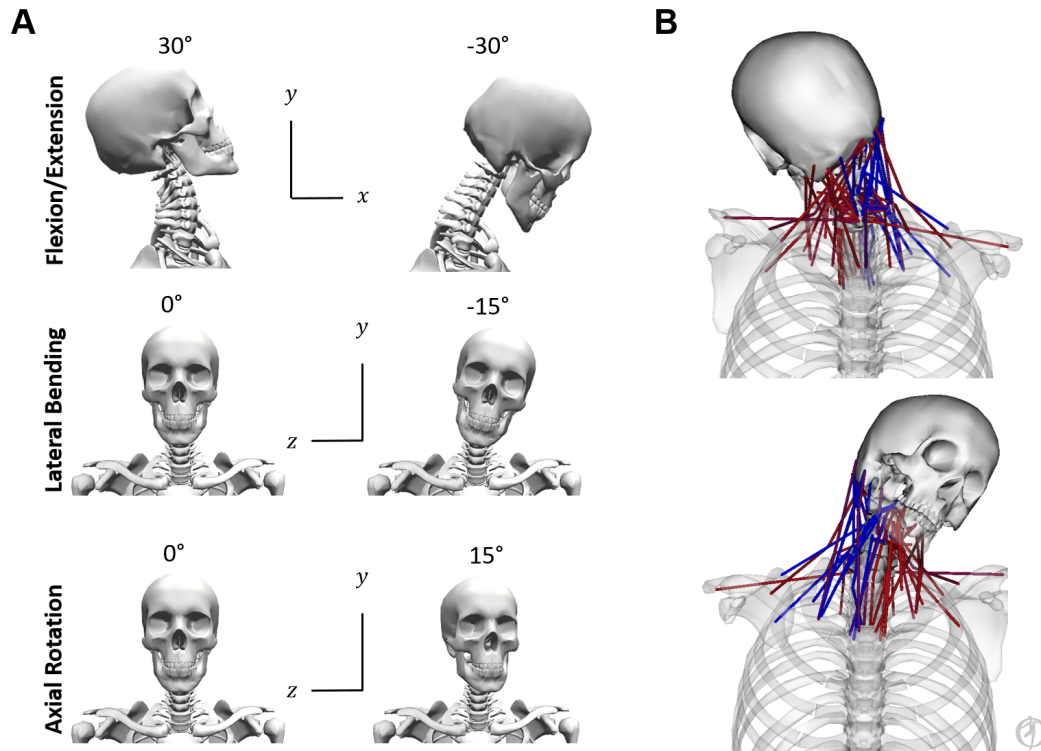 A
B
30°
-30°
Flexion/Extension
y
x
0°
-15°
Lateral Bending
y
z
0°
15°
Axial Rotation
y
z